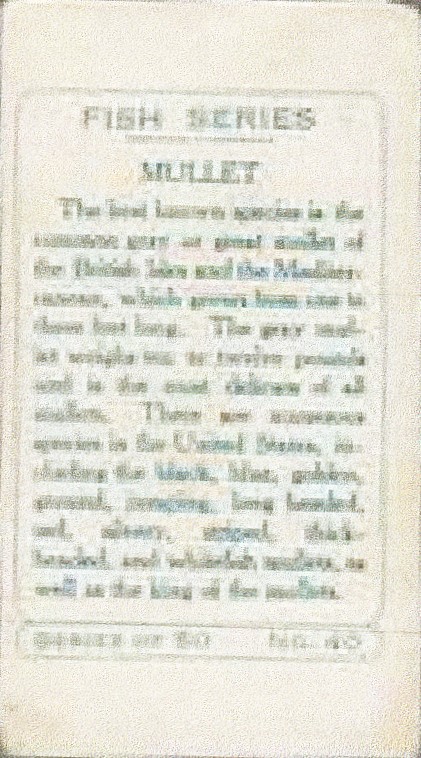 FISH SERIES
MULLET
The best known species is the
common grey or great mullet of
the British Isles and the Mediter-
ranean, which grows from one to
three feet long. The grey mul-
let weighs ten to twelve pounds
and is the most delicate of all
mullets. There are numerous
species in the United States, in-
cluding the black, blue, golden,
ground, long headed,
red, silvery, striped, thick-
headed, and whitefish mullets, as
well as the king of the mullets.
SERIES OF 50 No.